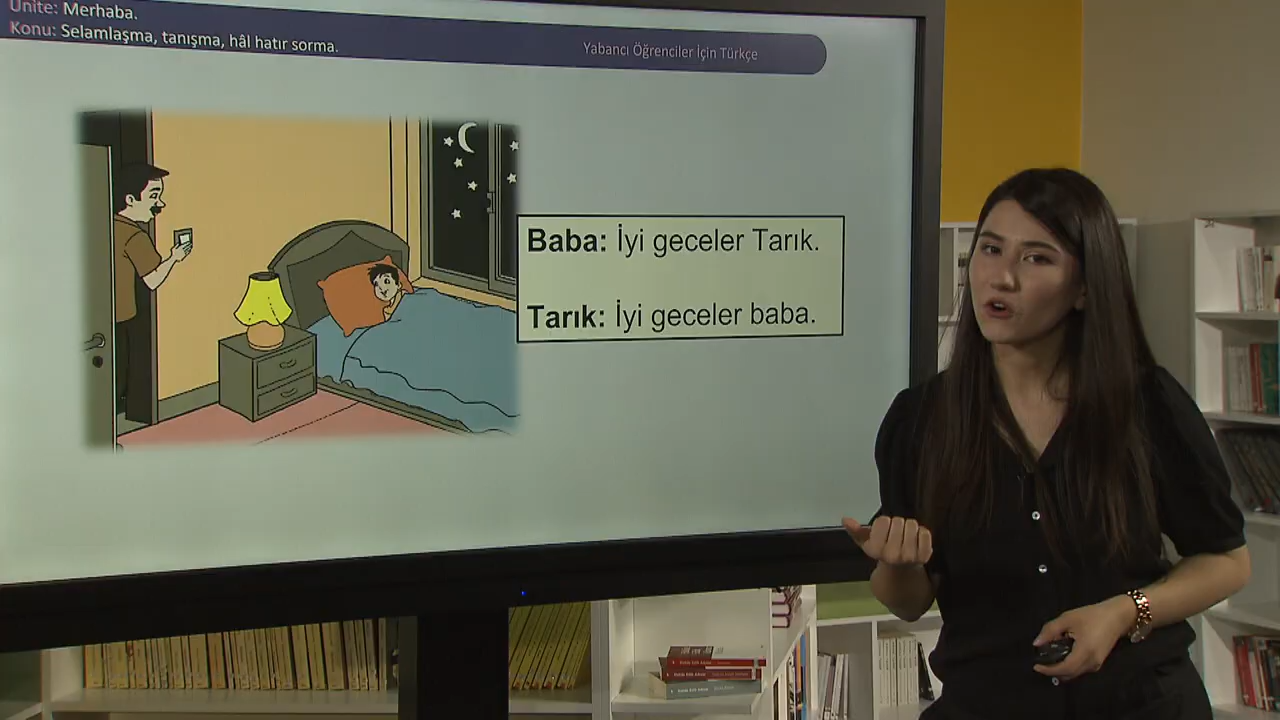 Ünite: Merhaba.
Konu: Selamlaşma, tanışma, hâl hatır sorma.
Yabancı Öğrenciler İçin Türkçe
Baba: İyi geceler Tarık.
Tarık: İyi geceler baba.